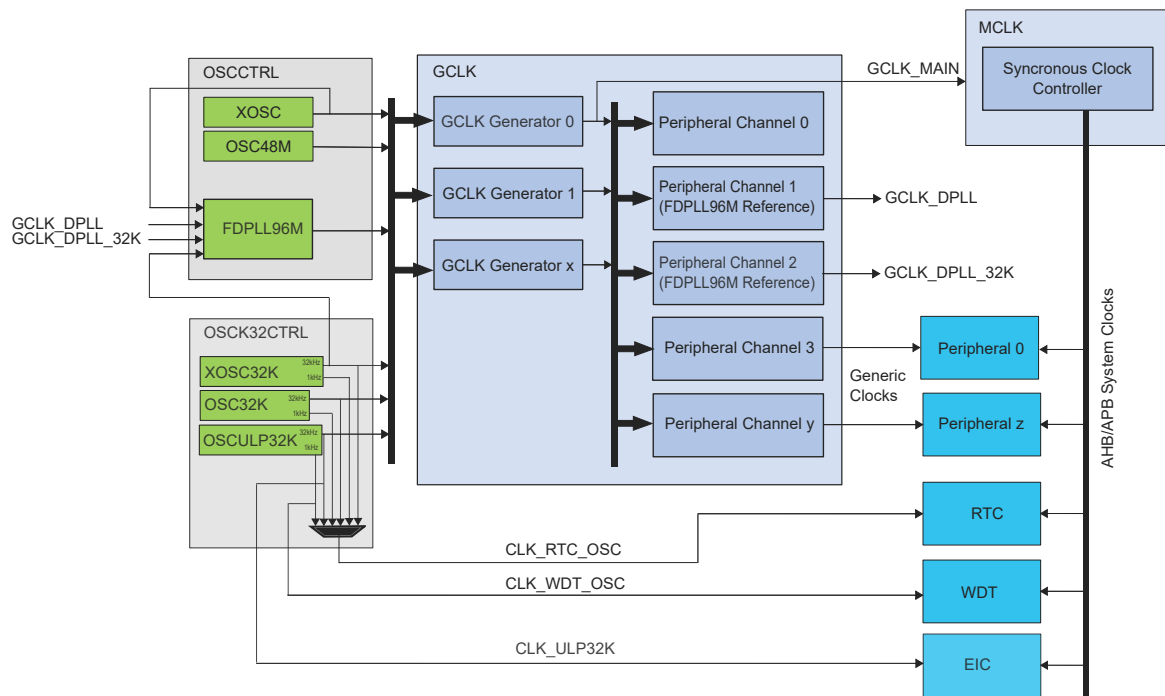 MCLK
Syncronous Clock
Controller
GCLK_MAIN
OSCCTRL
XOSC
OSC48M
FDPLL96M
GCLK_DPLL
GCLK_DPLL_32K
GCLK
GCLK Generator 0
GCLK Generator 1
GCLK Generator x
Peripheral Channel 0
Peripheral Channel 1
(FDPLL96M Reference)
Peripheral Channel 2
(FDPLL96M Reference)
Peripheral Channel 3
Peripheral Channel y
GCLK_DPLL
GCLK_DPLL_32K
Generic
Clocks
OSCK32CTRL
XOSC32K
32kHz
1kHz
OSC32K
32kHz
1kHz
OSCULP32K
32kHz
1kHz
Peripheral 0
Peripheral z
AHB/APB System Clocks
RTC
WDT
EIC
CLK_RTC_OSC
CLK_WDT_OSC
CLK_ULP32K